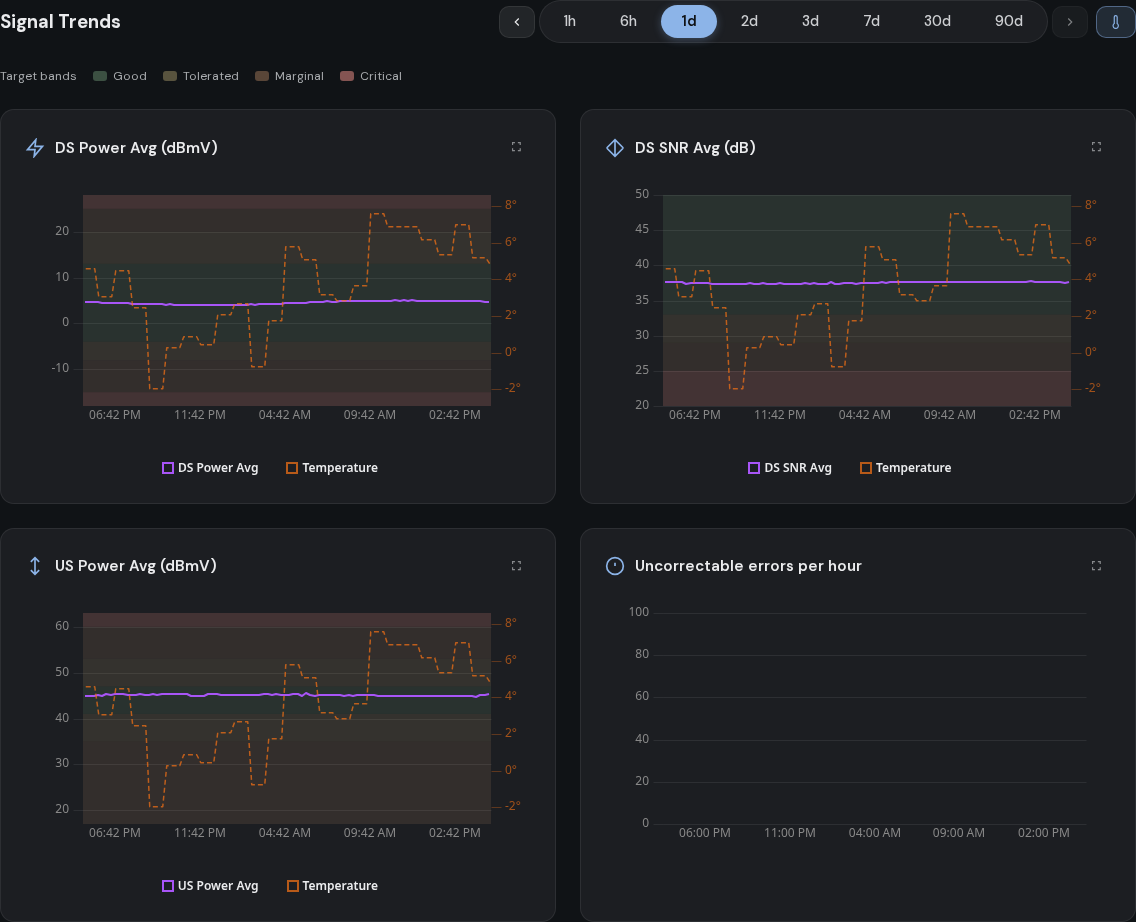 Signal Trends
1h 6h 1d 2d 3d 7d 30d 90d
Target bands Good Tolerated Marginal Critical
DS Power Avg (dBmV)
20
10
0
-10
8°
6°
4°
2°
0°
-2°
06:42 PM 11:42 PM 04:42 AM 09:42 AM 02:42 PM
DS Power Avg Temperature
DS SNR Avg (dB)
50
45
40
35
30
25
20
8°
6°
4°
2°
0°
-2°
06:42 PM 11:42 PM 04:42 AM 09:42 AM 02:42 PM
DS SNR Avg Temperature
US Power Avg (dBmV)
60
50
40
30
20
8°
6°
4°
2°
0°
-2°
06:42 PM 11:42 PM 04:42 AM 09:42 AM 02:42 PM
US Power Avg Temperature
Uncorrectable errors per hour
100
80
60
40
20
0
06:00 PM 11:00 PM 04:00 AM 09:00 AM 02:00 PM